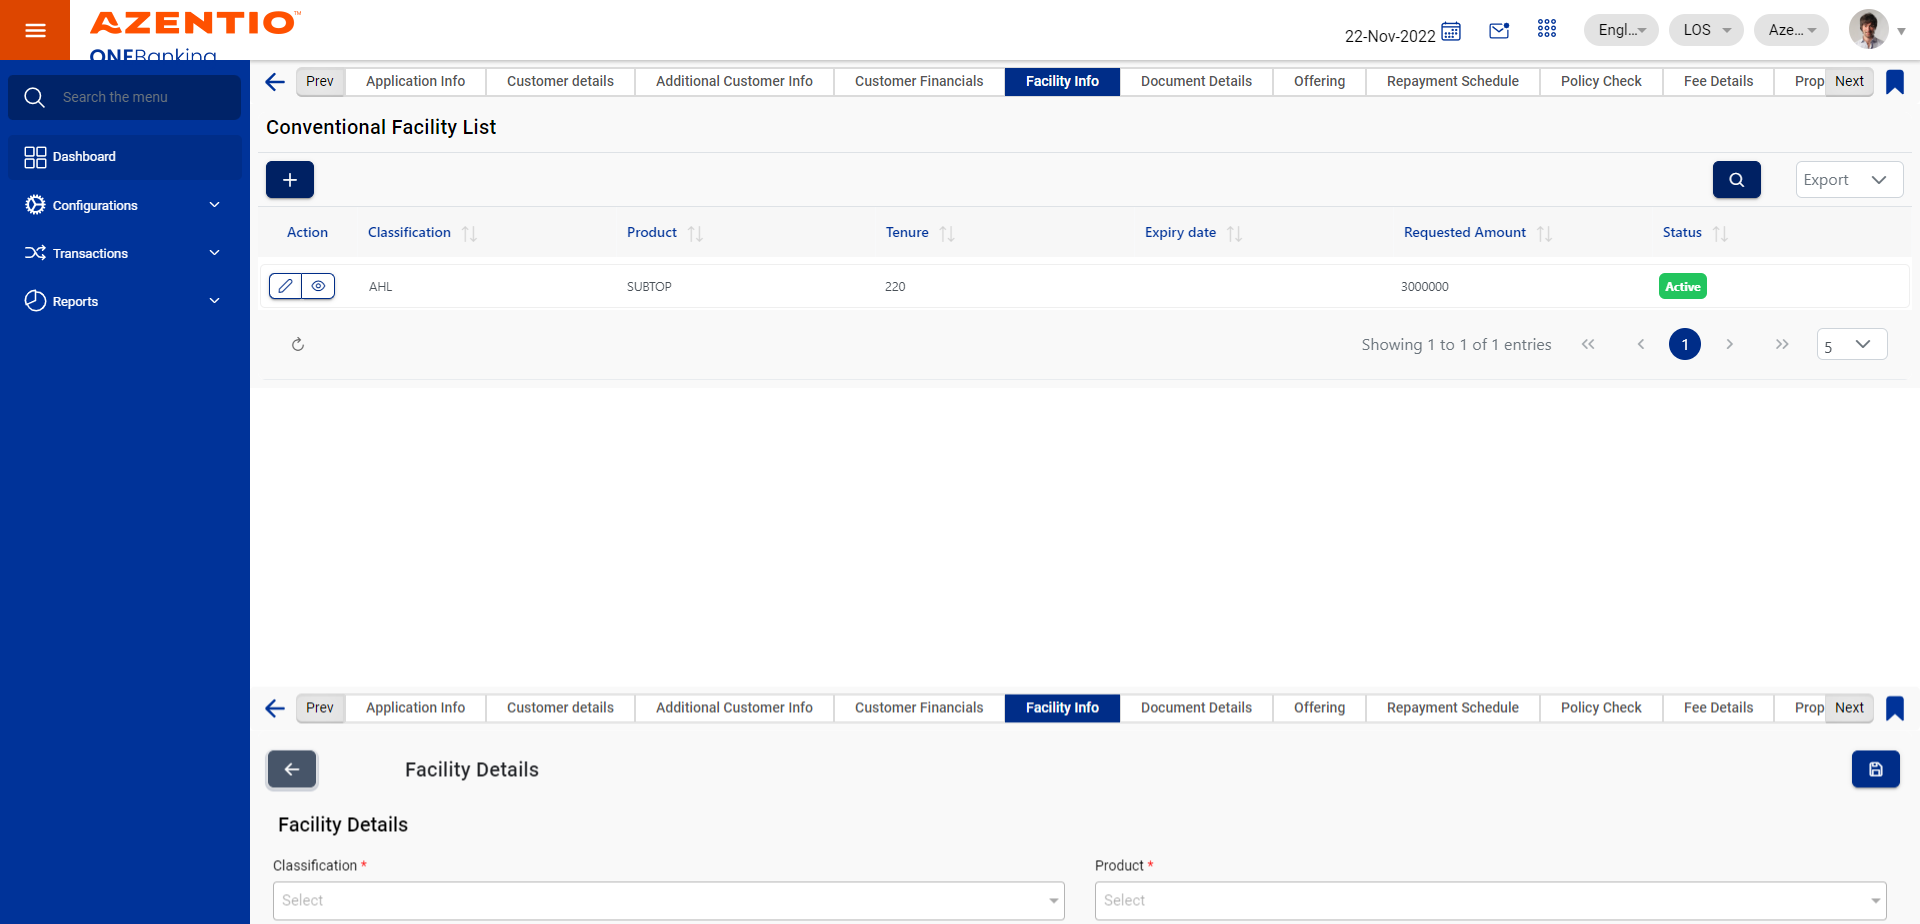 AZENTIO™
ONEBanking
22-Nov-2022
Engl...
LOS
Aze...
Search the menu
Dashboard
Configurations
Transactions
Reports
Prev
Application Info
Customer details
Additional Customer Info
Customer Financials
Facility Info
Document Details
Offering
Repayment Schedule
Policy Check
Fee Details
Prop
Next
Conventional Facility List
Export
Action
Classification
Product
Tenure
Expiry date
Requested Amount
Status
AHL
SUBTOP
220
3000000
Active
Showing 1 to 1 of 1 entries
1
5
Prev
Application Info
Customer details
Additional Customer Info
Customer Financials
Facility Info
Document Details
Offering
Repayment Schedule
Policy Check
Fee Details
Prop
Next
Facility Details
Facility Details
Classification *
Product *
Select
Select